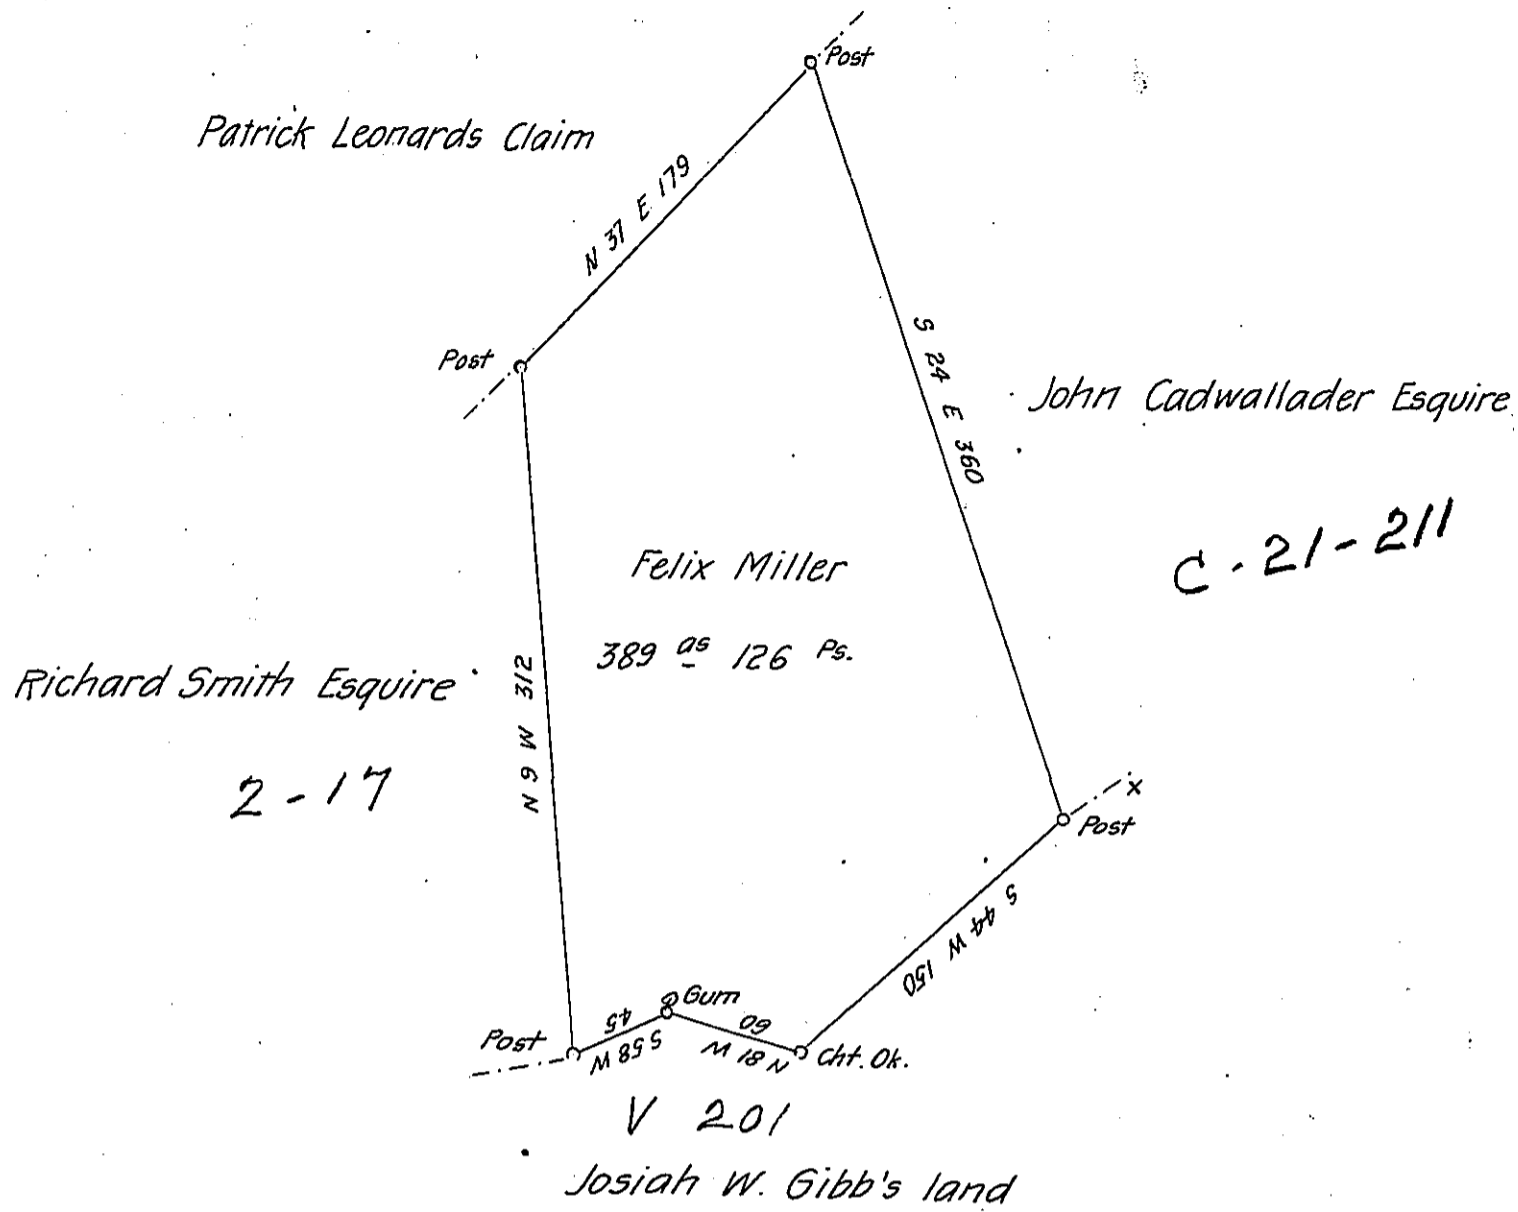 Post
Patrick Leonards Claim
N 37 E 179
Post
S 24 E 360
John Cadwallader Esquire
C-21-211
Felix Miller
389 as 126 Ps.
Richard Smith Esquire
2-17
N 9 W 312
x
Post
S 44 W 150
Gum
Post
S 58 W 45
N 81 W 60
Cht. Ok.
V 201
Josiah W. Gibb's land